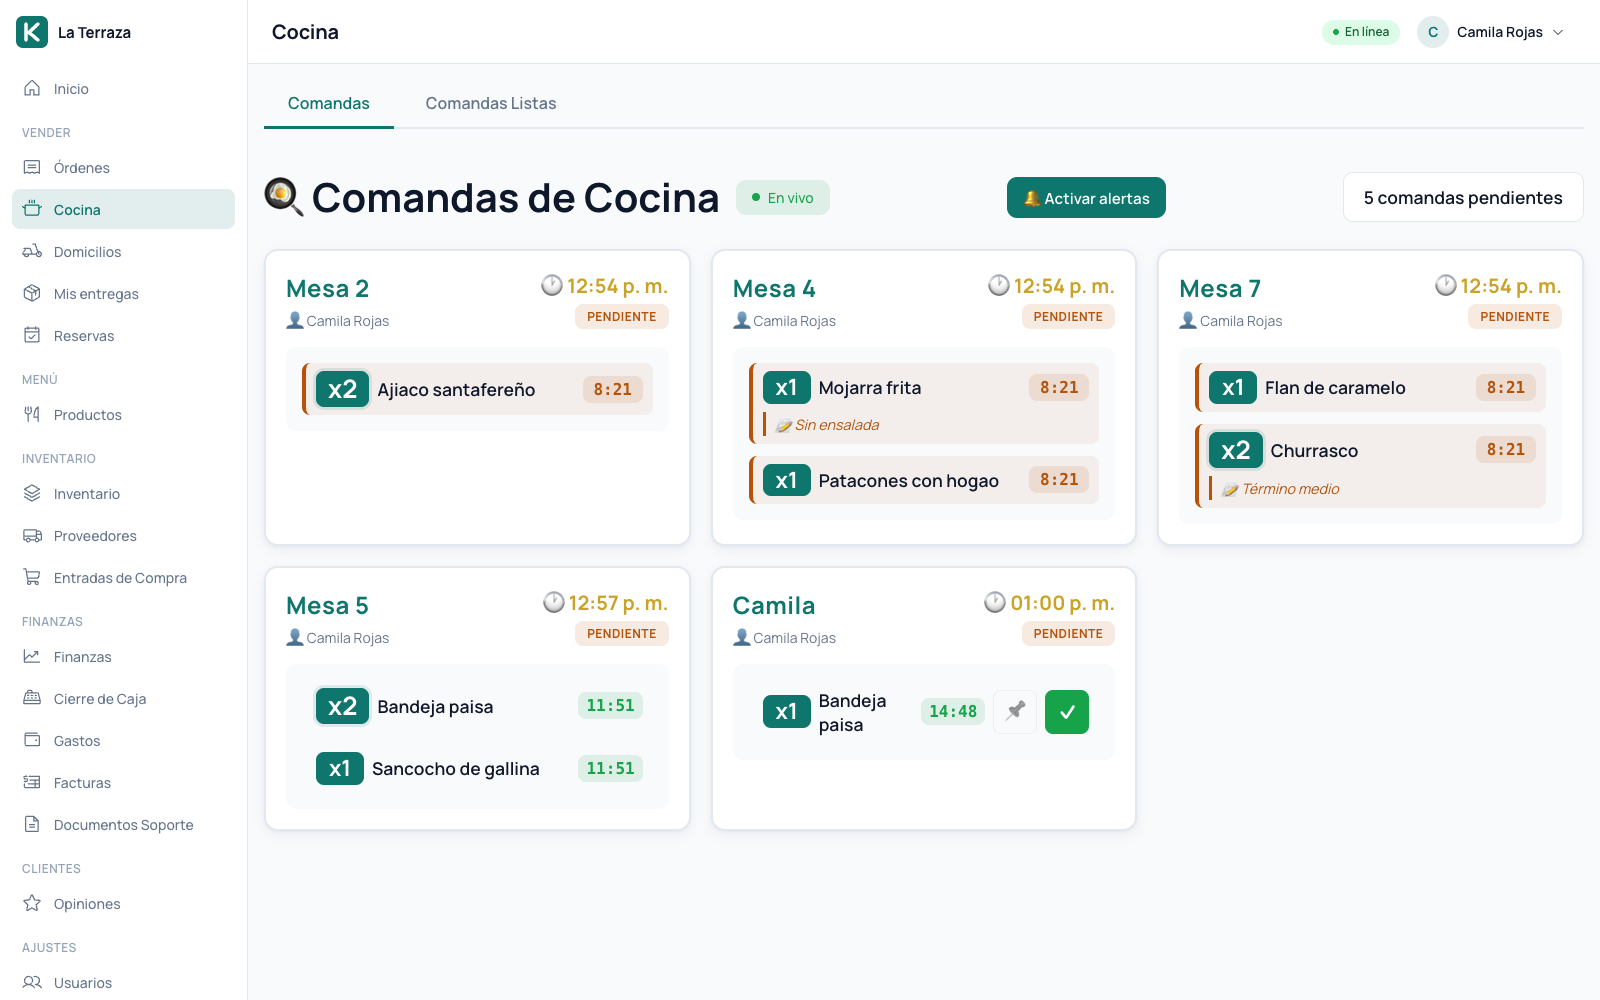 La Terraza
Inicio
VENDER
Órdenes
Cocina
Domicilios
Mis entregas
Reservas
MENÚ
Productos
INVENTARIO
Inventario
Proveedores
Entradas de Compra
FINANZAS
Finanzas
Cierre de Caja
Gastos
Facturas
Documentos Soporte
CLIENTES
Opiniones
AJUSTES
Usuarios
Cocina
En línea
C
Camila Rojas
Comandas
Comandas Listas
Comandas de Cocina
En vivo
Activar alertas
5 comandas pendientes
Mesa 2
12:54 p. m.
Camila Rojas
PENDIENTE
x2 Ajiaco santafereño 8:21
Mesa 4
12:54 p. m.
Camila Rojas
PENDIENTE
x1 Mojarra frita 8:21
Sin ensalada
x1 Patacones con hogao 8:21
Mesa 7
12:54 p. m.
Camila Rojas
PENDIENTE
x1 Flan de caramelo 8:21
x2 Churrasco 8:21
Término medio
Mesa 5
12:57 p. m.
Camila Rojas
PENDIENTE
x2 Bandeja paisa 11:51
x1 Sancocho de gallina 11:51
Camila
01:00 p. m.
Camila Rojas
PENDIENTE
x1 Bandeja
paisa
14:48